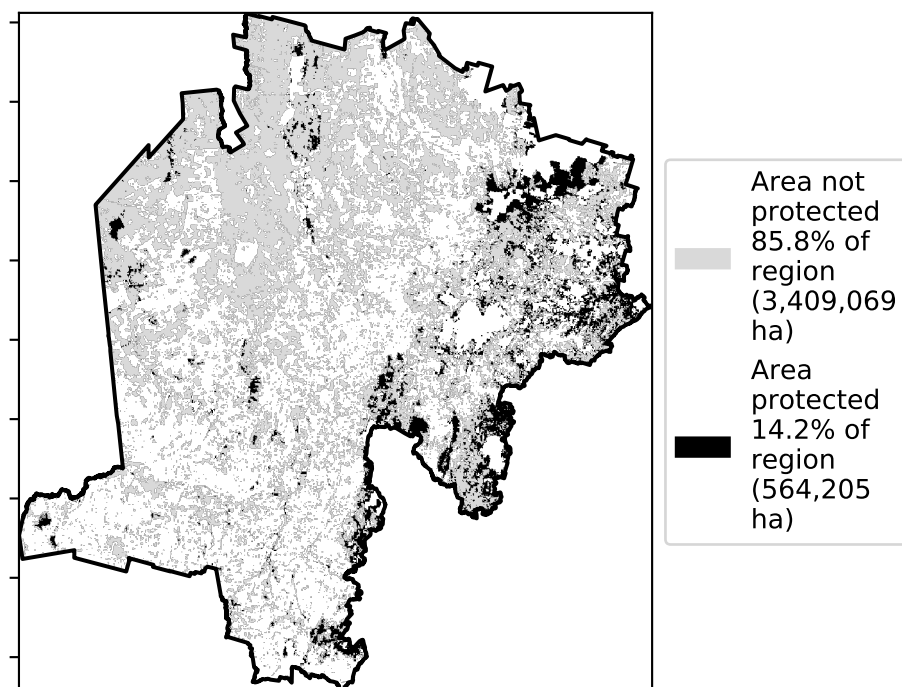 Area not
protected
85.8% of
region
(3,409,069
ha)
Area
protected
14.2% of
region
(564,205
ha)